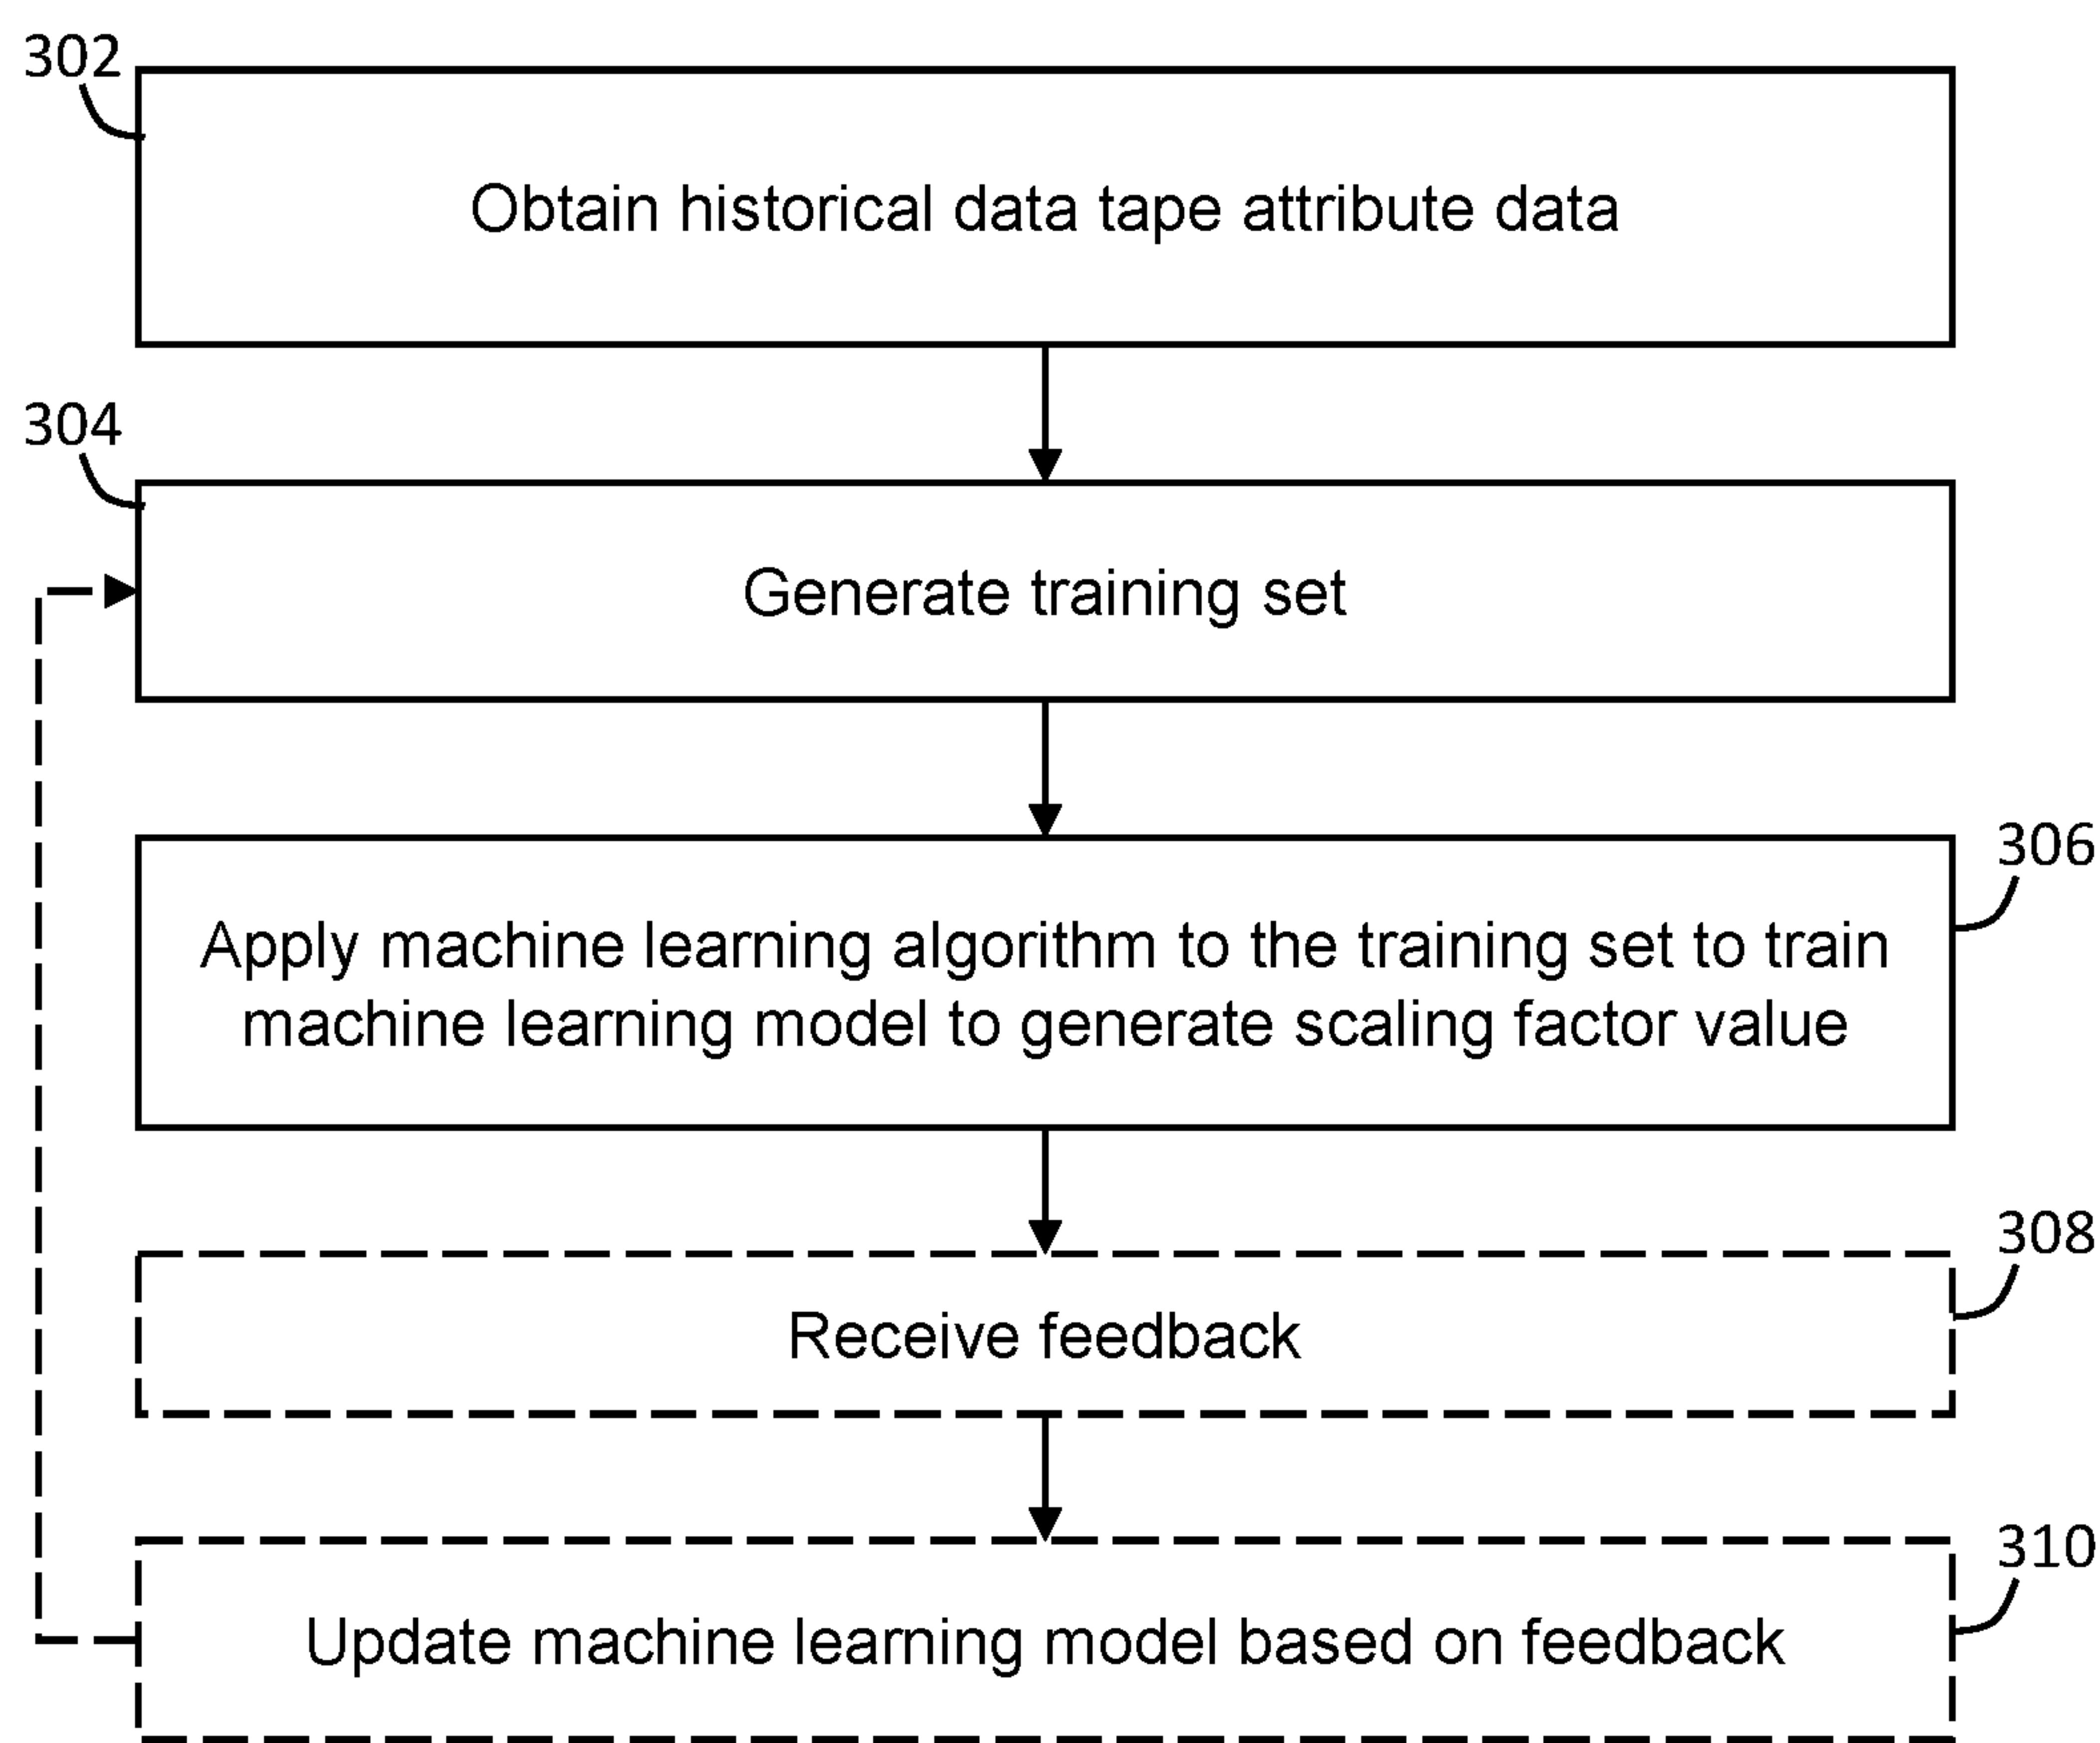 302
Obtain historical data tape attribute data
304
Generate training set
306
Apply machine learning algorithm to the training set to train
machine learning model to generate scaling factor value
308
Receive feedback
310
Update machine learning model based on feedback